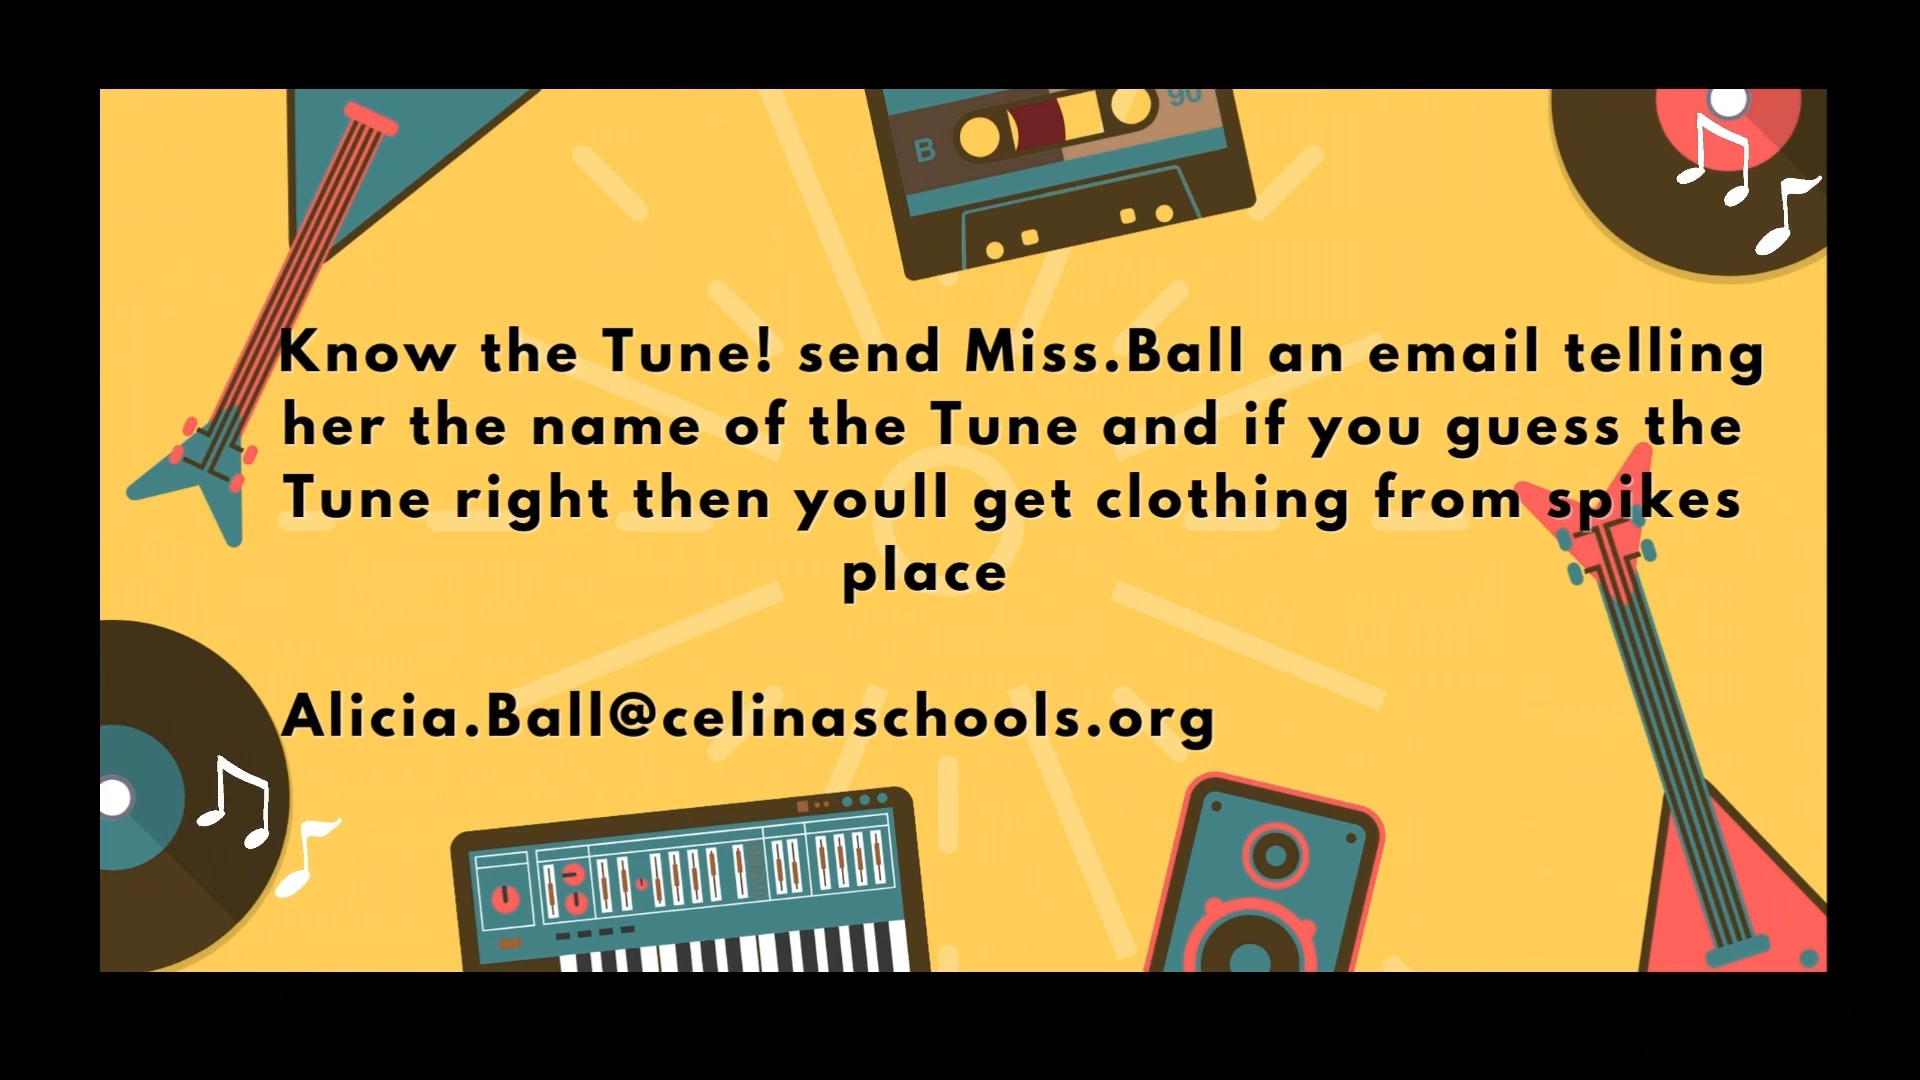 90
B
Know the Tune! send Miss.Ball an email telling
her the name of the Tune and if you guess the
Tune right then youll get clothing from spikes
place
Alicia.Ball@celinaschools.org